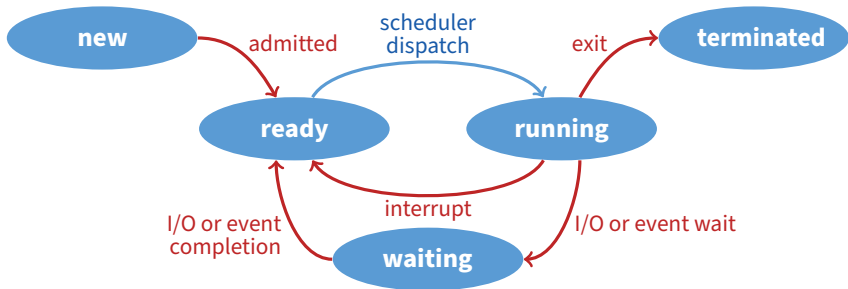 new
admitted
scheduler
dispatch
exit
terminated
ready
running
interrupt
I/O or event
completion
I/O or event wait
waiting